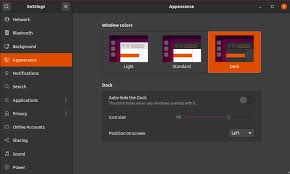 Settings
Appearance
Network
Bluetooth
Background
Appearance
Notifications
Search
Applications
Privacy
Online Accounts
Sharing
Sound
Power
Window colors
Light
Standard
Dark
Dock
Auto-hide the Dock
The dock hides when any windows overlap with it.
Icon size
48
Position on screen
Left